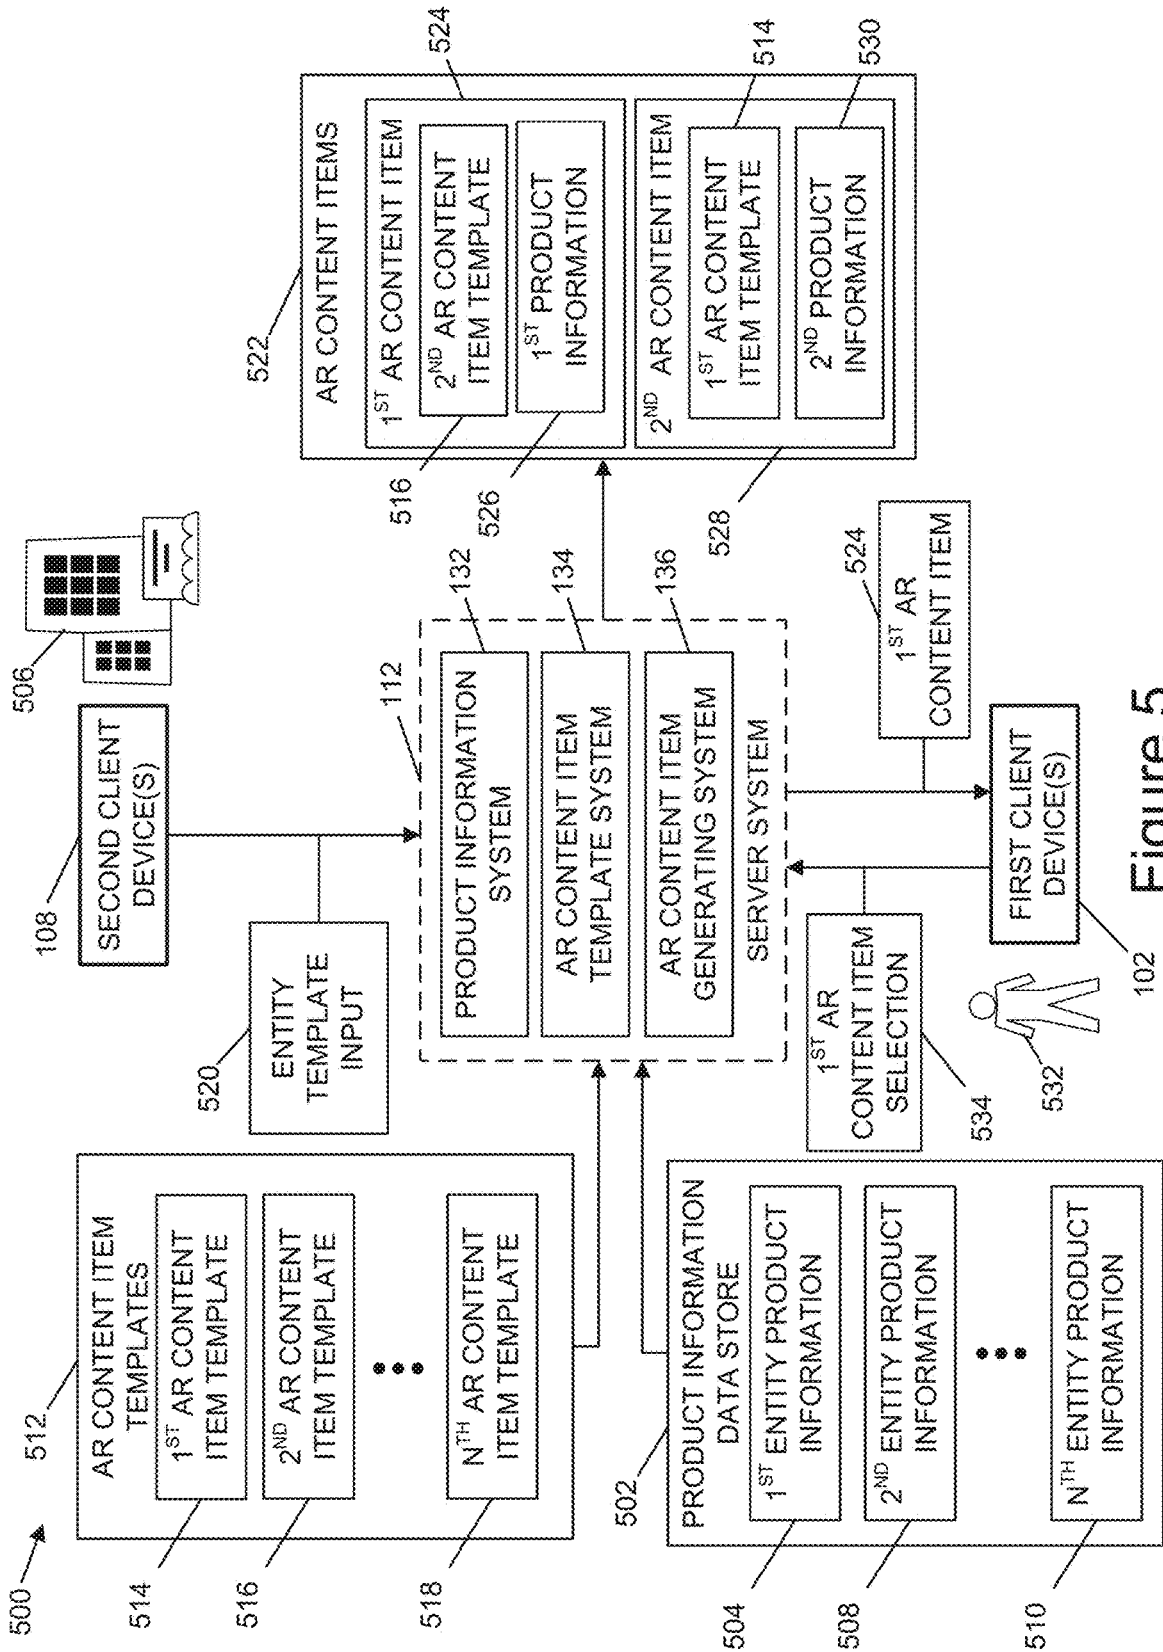 500
512
AR CONTENT ITEM
TEMPLATES
1ST AR CONTENT
ITEM TEMPLATE
514
2ND AR CONTENT
ITEM TEMPLATE
516
NTH AR CONTENT
ITEM TEMPLATE
518
502
PRODUCT INFORMATION
DATA STORE
1ST ENTITY PRODUCT
INFORMATION
504
2ND ENTITY PRODUCT
INFORMATION
508
NTH ENTITY PRODUCT
INFORMATION
510
108
SECOND CLIENT
DEVICE(S)
506
520
ENTITY
TEMPLATE
INPUT
112
PRODUCT INFORMATION
SYSTEM
132
AR CONTENT ITEM
TEMPLATE SYSTEM
134
AR CONTENT ITEM
GENERATING SYSTEM
136
SERVER SYSTEM
1ST AR
CONTENT ITEM
SELECTION
534
532
1ST AR
CONTENT ITEM
524
FIRST CLIENT
DEVICE(S)
102
522
AR CONTENT ITEMS
1ST AR CONTENT ITEM
524
2ND AR CONTENT
ITEM TEMPLATE
516
1ST PRODUCT
INFORMATION
526
2ND AR CONTENT ITEM
528
1ST AR CONTENT
ITEM TEMPLATE
514
2ND PRODUCT
INFORMATION
530
Figure 5